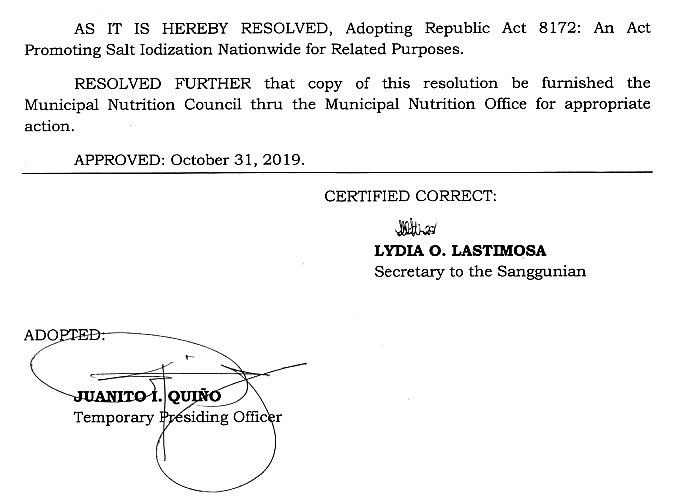 AS IT IS HEREBY RESOLVED, Adopting Republic Act 8172: An Act
Promoting Salt Iodization Nationwide for Related Purposes.
RESOLVED FURTHER that copy of this resolution be furnished the
Municipal Nutrition Council thru the Municipal Nutrition Office for appropriate
action.
APPROVED: October 31, 2019.
CERTIFIED CORRECT:
LYDIA O. LASTIMOSA
Secretary to the Sanggunian
ADOPTED:
JUANITO I. QUIÑO
Temporary Presiding Officer